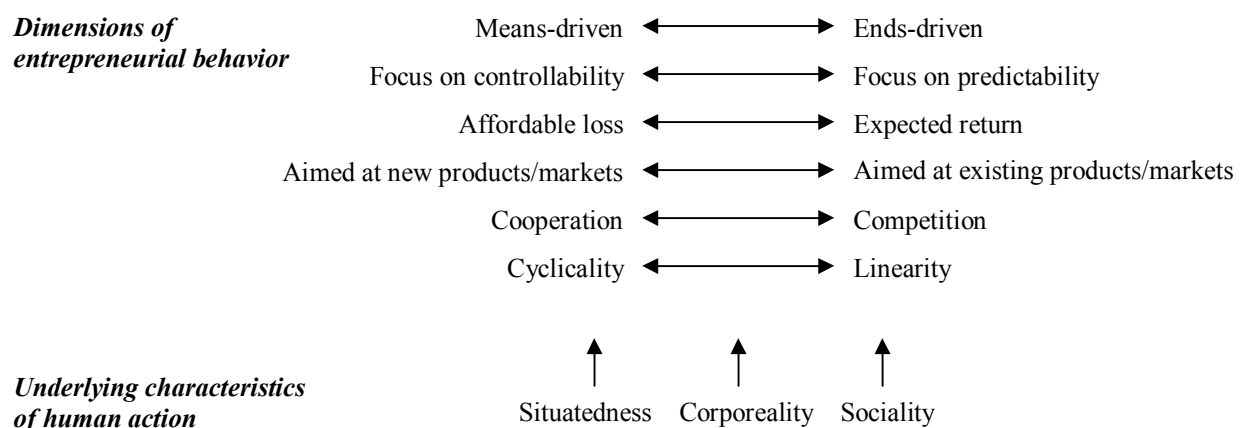 Dimensions of
entrepreneurial behavior
Means-driven Ends-driven
Focus on controllability Focus on predictability
Affordable loss Expected return
Aimed at new products/markets Aimed at existing products/markets
Cooperation Competition
Cyclicality Linearity
Underlying characteristics
of human action
Situatedness Corporeality Sociality